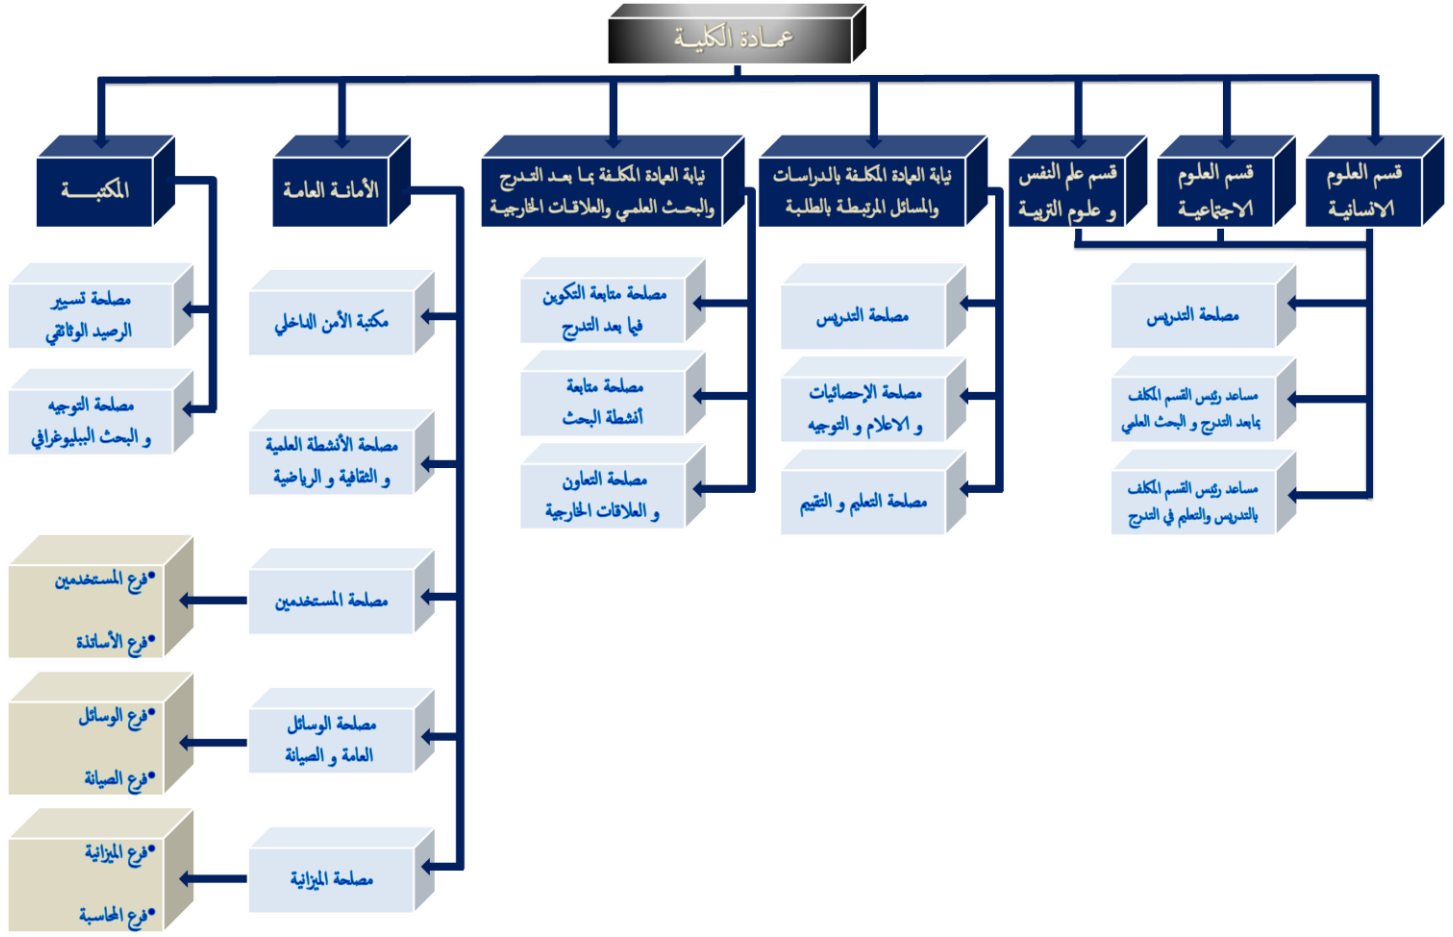 عمادة الكلية
قسم العلوم
الانسانية
قسم العلوم
الاجتماعية
قسم علم النفس
و علوم التربية
نيابة العمادة المكلفة بالدراسات
والمسائل المرتبطة بالطلبة
نيابة العمادة المكلفة بما بعد التدرج
والبحث العلمي والعلاقات الخارجية
الأمانة العامة
المكتبة
مصلحة التدريس
مساعد رئيس القسم المكلف
بمابعد التدرج و البحث العلمي
مساعد رئيس القسم المكلف
بالتدريس والتعليم في التدرج
مصلحة التدريس
مصلحة الإحصائيات
و الاعلام و التوجيه
مصلحة التعليم و التقييم
مصلحة متابعة التكوين
فيما بعد التدرج
مصلحة متابعة
أنشطة البحث
مصلحة التعاون
و العلاقات الخارجية
مكتبة الأمن الداخلي
مصلحة الأنشطة العلمية
و الثقافية و الرياضية
مصلحة المستخدمين
•فرع المستخدمين
•فرع الأساتذة
مصلحة الوسائل
العامة و الصيانة
•فرع الوسائل
•فرع الصيانة
مصلحة الميزانية
•فرع الميزانية
•فرع المحاسبة
مصلحة تسيير
الرصيد الوثائقي
مصلحة التوجيه
و البحث الببليوغرافي